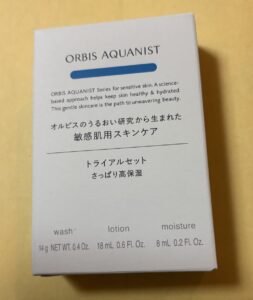 ORBIS AQUANIST
ORBIS AQUANIST Series for sensitive skin. A science-
based approach helps keep skin healthy & hydrated.
This gentle skincare is the path to unwavering beauty.
オルビスのうるおい研究から生まれた
敏感肌用スキンケア
トライアルセット
さっぱり高保湿
wash lotion moisture
14g NET WT. 0.4 Oz. 18 mL 0.6 Fl. Oz. 8 mL 0.2 Fl. Oz.